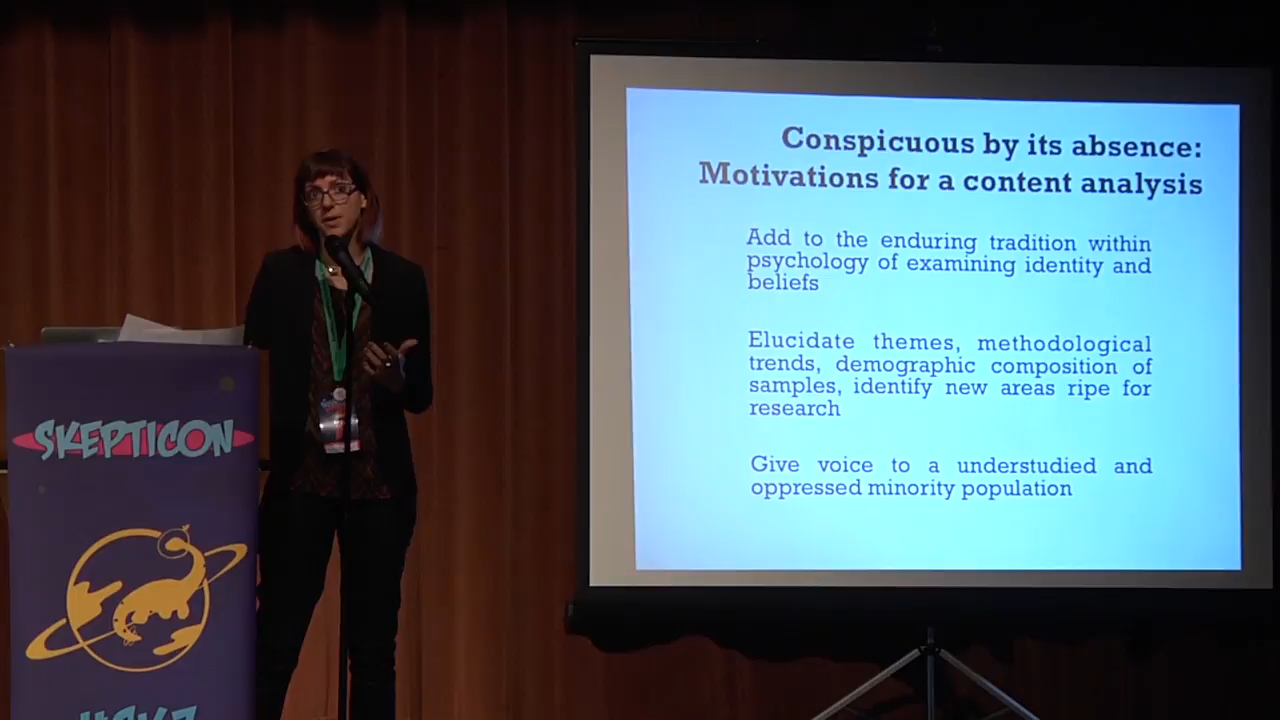 Conspicuous by its absence:
Motivations for a content analysis
Add to the enduring tradition within
psychology of examining identity and
beliefs
Elucidate themes, methodological
trends, demographic composition of
samples, identify new areas ripe for
research
Give voice to a understudied and
oppressed minority population
SKEPTICON